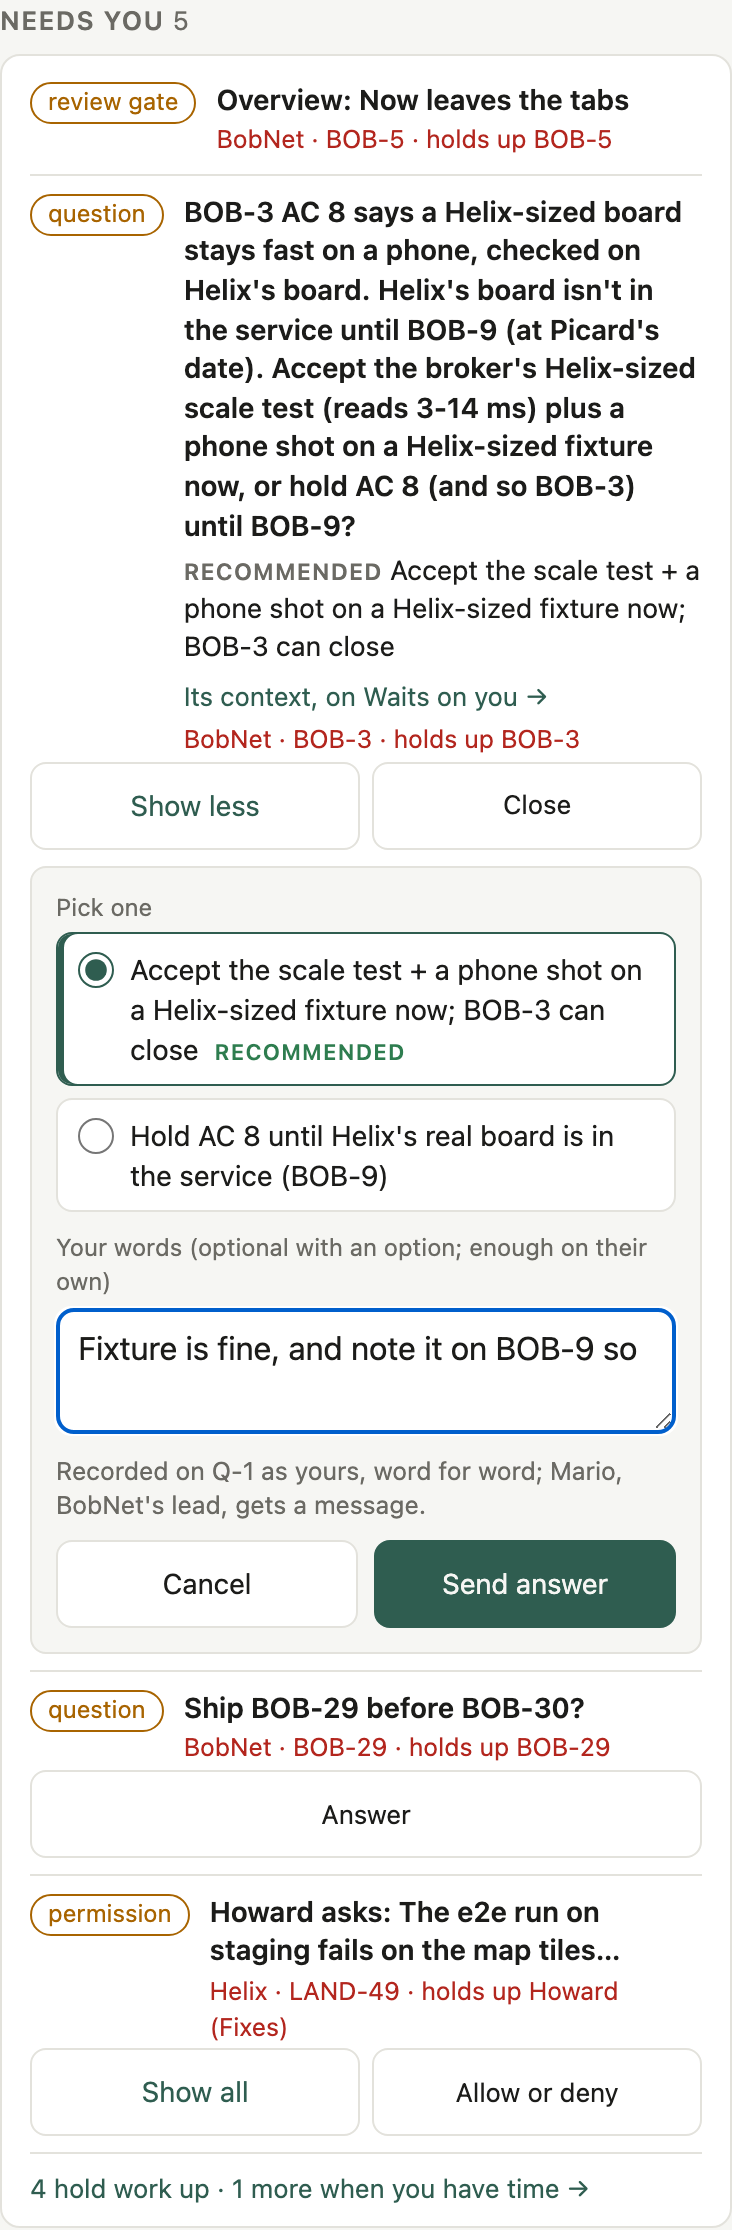 NEEDS YOU 5
review gate
Overview: Now leaves the tabs
BobNet · BOB-5 · holds up BOB-5
question
BOB-3 AC 8 says a Helix-sized board
stays fast on a phone, checked on
Helix's board. Helix's board isn't in
the service until BOB-9 (at Picard's
date). Accept the broker's Helix-sized
scale test (reads 3-14 ms) plus a
phone shot on a Helix-sized fixture
now, or hold AC 8 (and so BOB-3)
until BOB-9?
RECOMMENDED Accept the scale test + a
phone shot on a Helix-sized fixture now;
BOB-3 can close
Its context, on Waits on you →
BobNet · BOB-3 · holds up BOB-3
Show less
Close
Pick one
Accept the scale test + a phone shot on
a Helix-sized fixture now; BOB-3 can
close RECOMMENDED
Hold AC 8 until Helix's real board is in
the service (BOB-9)
Your words (optional with an option; enough on their
own)
Fixture is fine, and note it on BOB-9 so
Recorded on Q-1 as yours, word for word; Mario,
BobNet's lead, gets a message.
Cancel
Send answer
question
Ship BOB-29 before BOB-30?
BobNet · BOB-29 · holds up BOB-29
Answer
permission
Howard asks: The e2e run on
staging fails on the map tiles...
Helix · LAND-49 · holds up Howard
(Fixes)
Show all
Allow or deny
4 hold work up · 1 more when you have time →